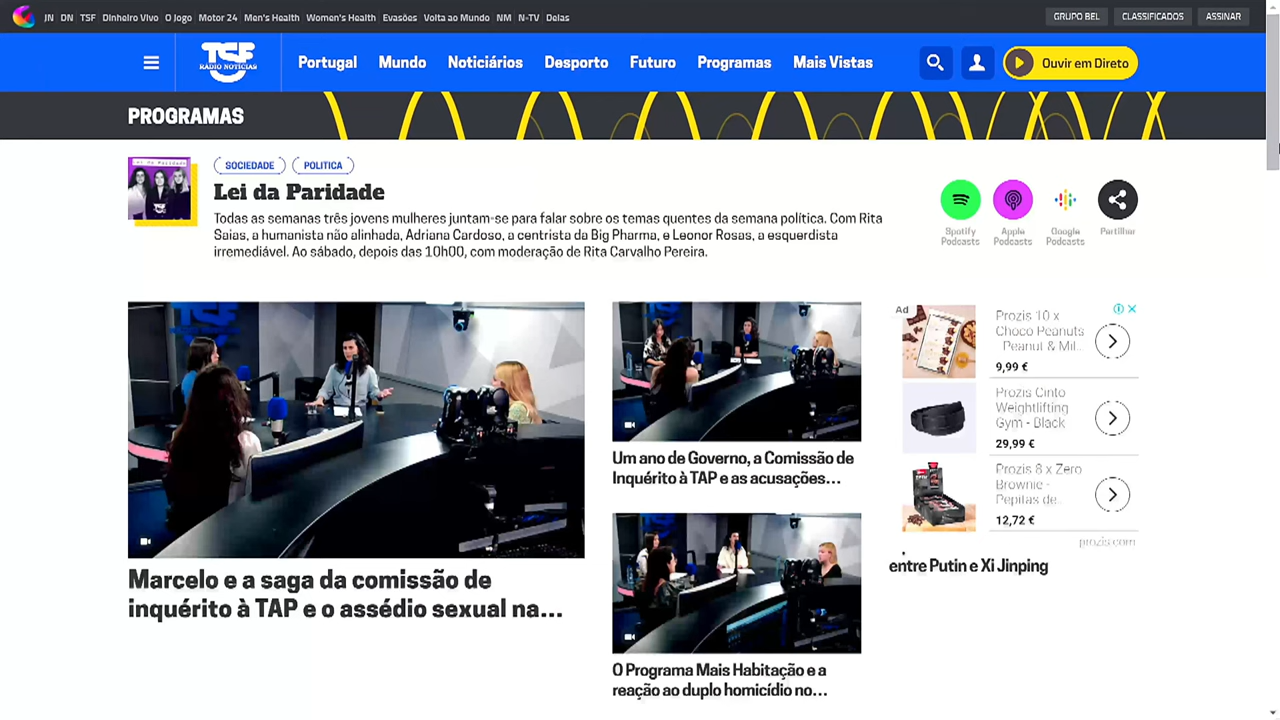 JN DN TSF Dinheiro Vivo O Jogo Motor 24 Men's Health Women's Health Evasões Volta ao Mundo NM N-TV Delas
GRUPO BEL CLASSIFICADOS ASSINAR
TSF
RÁDIO NOTÍCIAS
Portugal Mundo Noticiários Desporto Futuro Programas Mais Vistas
Ouvir em Direto
PROGRAMAS
Lei da Paridade
SOCIEDADE POLITICA
Lei da Paridade
Todas as semanas três jovens mulheres juntam-se para falar sobre os temas quentes da semana política. Com Rita
Saias, a humanista não alinhada, Adriana Cardoso, a centrista da Big Pharma, e Leonor Rosas, a esquerdista
irremediável. Ao sábado, depois das 10h00, com moderação de Rita Carvalho Pereira.
Spotify
Podcasts
Apple
Podcasts
Google
Podcasts
Partilhar
Marcelo e a saga da comissão de
inquérito à TAP e o assédio sexual na...
Um ano de Governo, a Comissão de
Inquérito à TAP e as acusações...
O Programa Mais Habitação e a
reação ao duplo homicídio no...
Ad
Prozis 10 x
Choco Peanuts
- Peanut & Mil...
9,99 €
Prozis Cinto
Weightlifting
Gym - Black
29,99 €
Prozis 8 x Zero
Brownie -
Pepitas de...
12,72 €
prozis.com
entre Putin e Xi Jinping